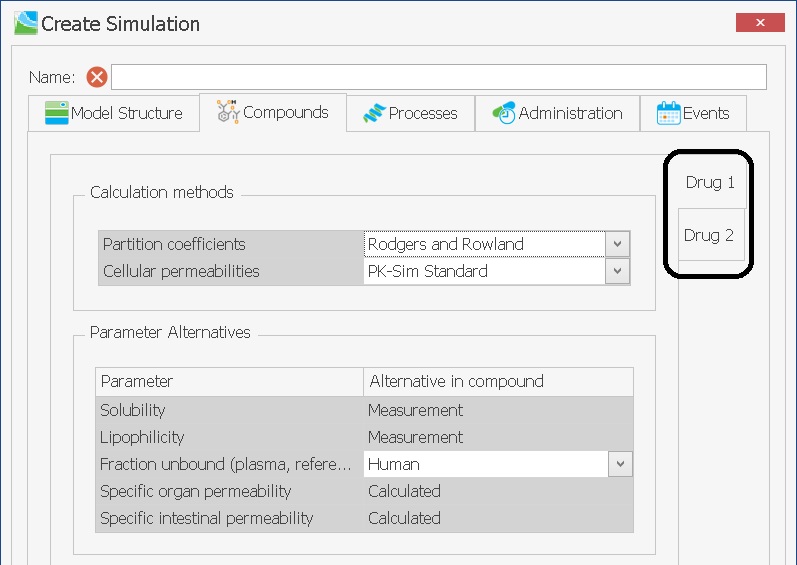 Create Simulation
Name:
Model Structure Compounds Processes Administration Events
Drug 1
Drug 2
Calculation methods
Partition coefficients Rodgers and Rowland
Cellular permeabilities PK-Sim Standard
Parameter Alternatives
Parameter Alternative in compound
Solubility Measurement
Lipophilicity Measurement
Fraction unbound (plasma, refere... Human
Specific organ permeability Calculated
Specific intestinal permeability Calculated